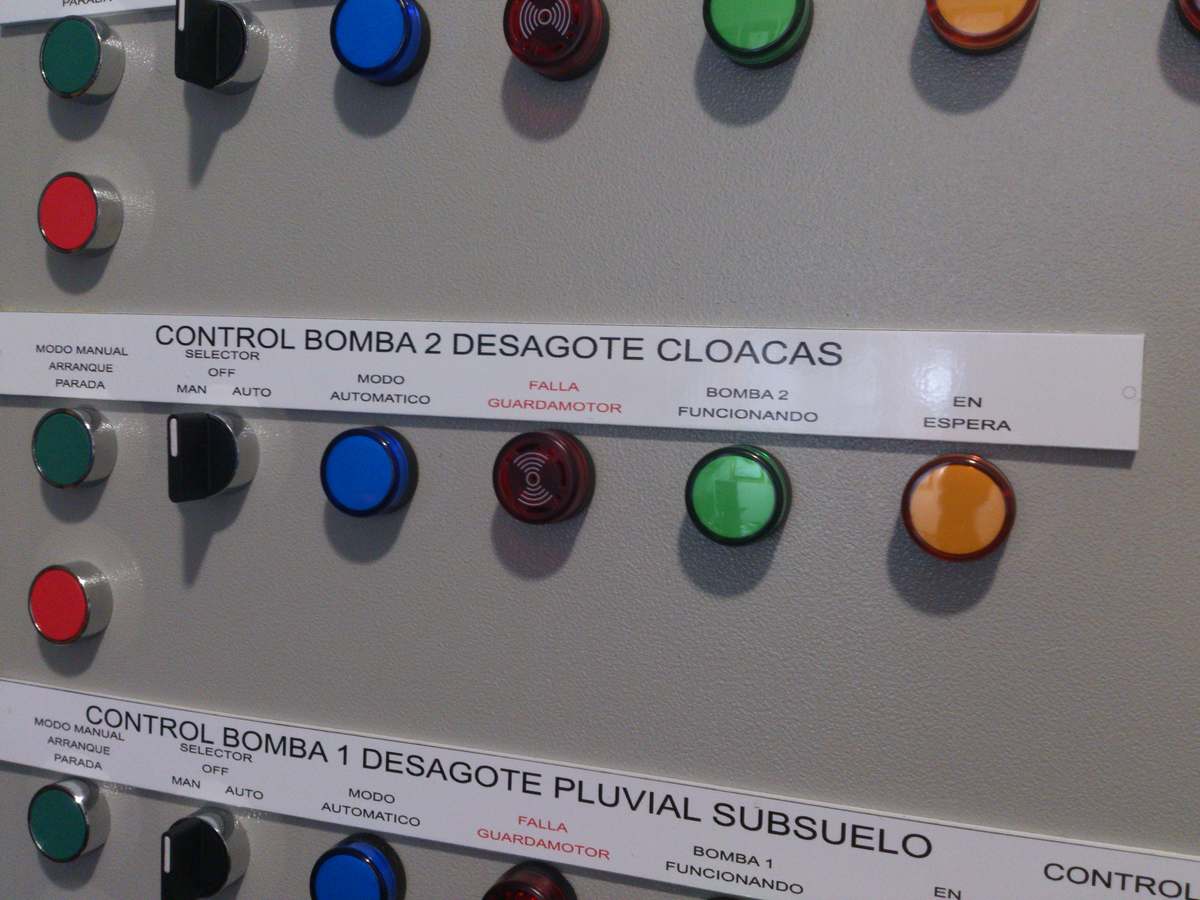 PARADA
CONTROL BOMBA 2 DESAGOTE CLOACAS
MODO MANUAL
ARRANQUE
PARADA
SELECTOR
OFF
MAN AUTO
MODO
AUTOMATICO
FALLA
GUARDAMOTOR
BOMBA 2
FUNCIONANDO
EN
ESPERA
CONTROL BOMBA 1 DESAGOTE PLUVIAL SUBSUELO
MODO MANUAL
ARRANQUE
PARADA
SELECTOR
OFF
MAN AUTO
MODO
AUTOMATICO
FALLA
GUARDAMOTOR
BOMBA 1
FUNCIONANDO
EN
CONTROL